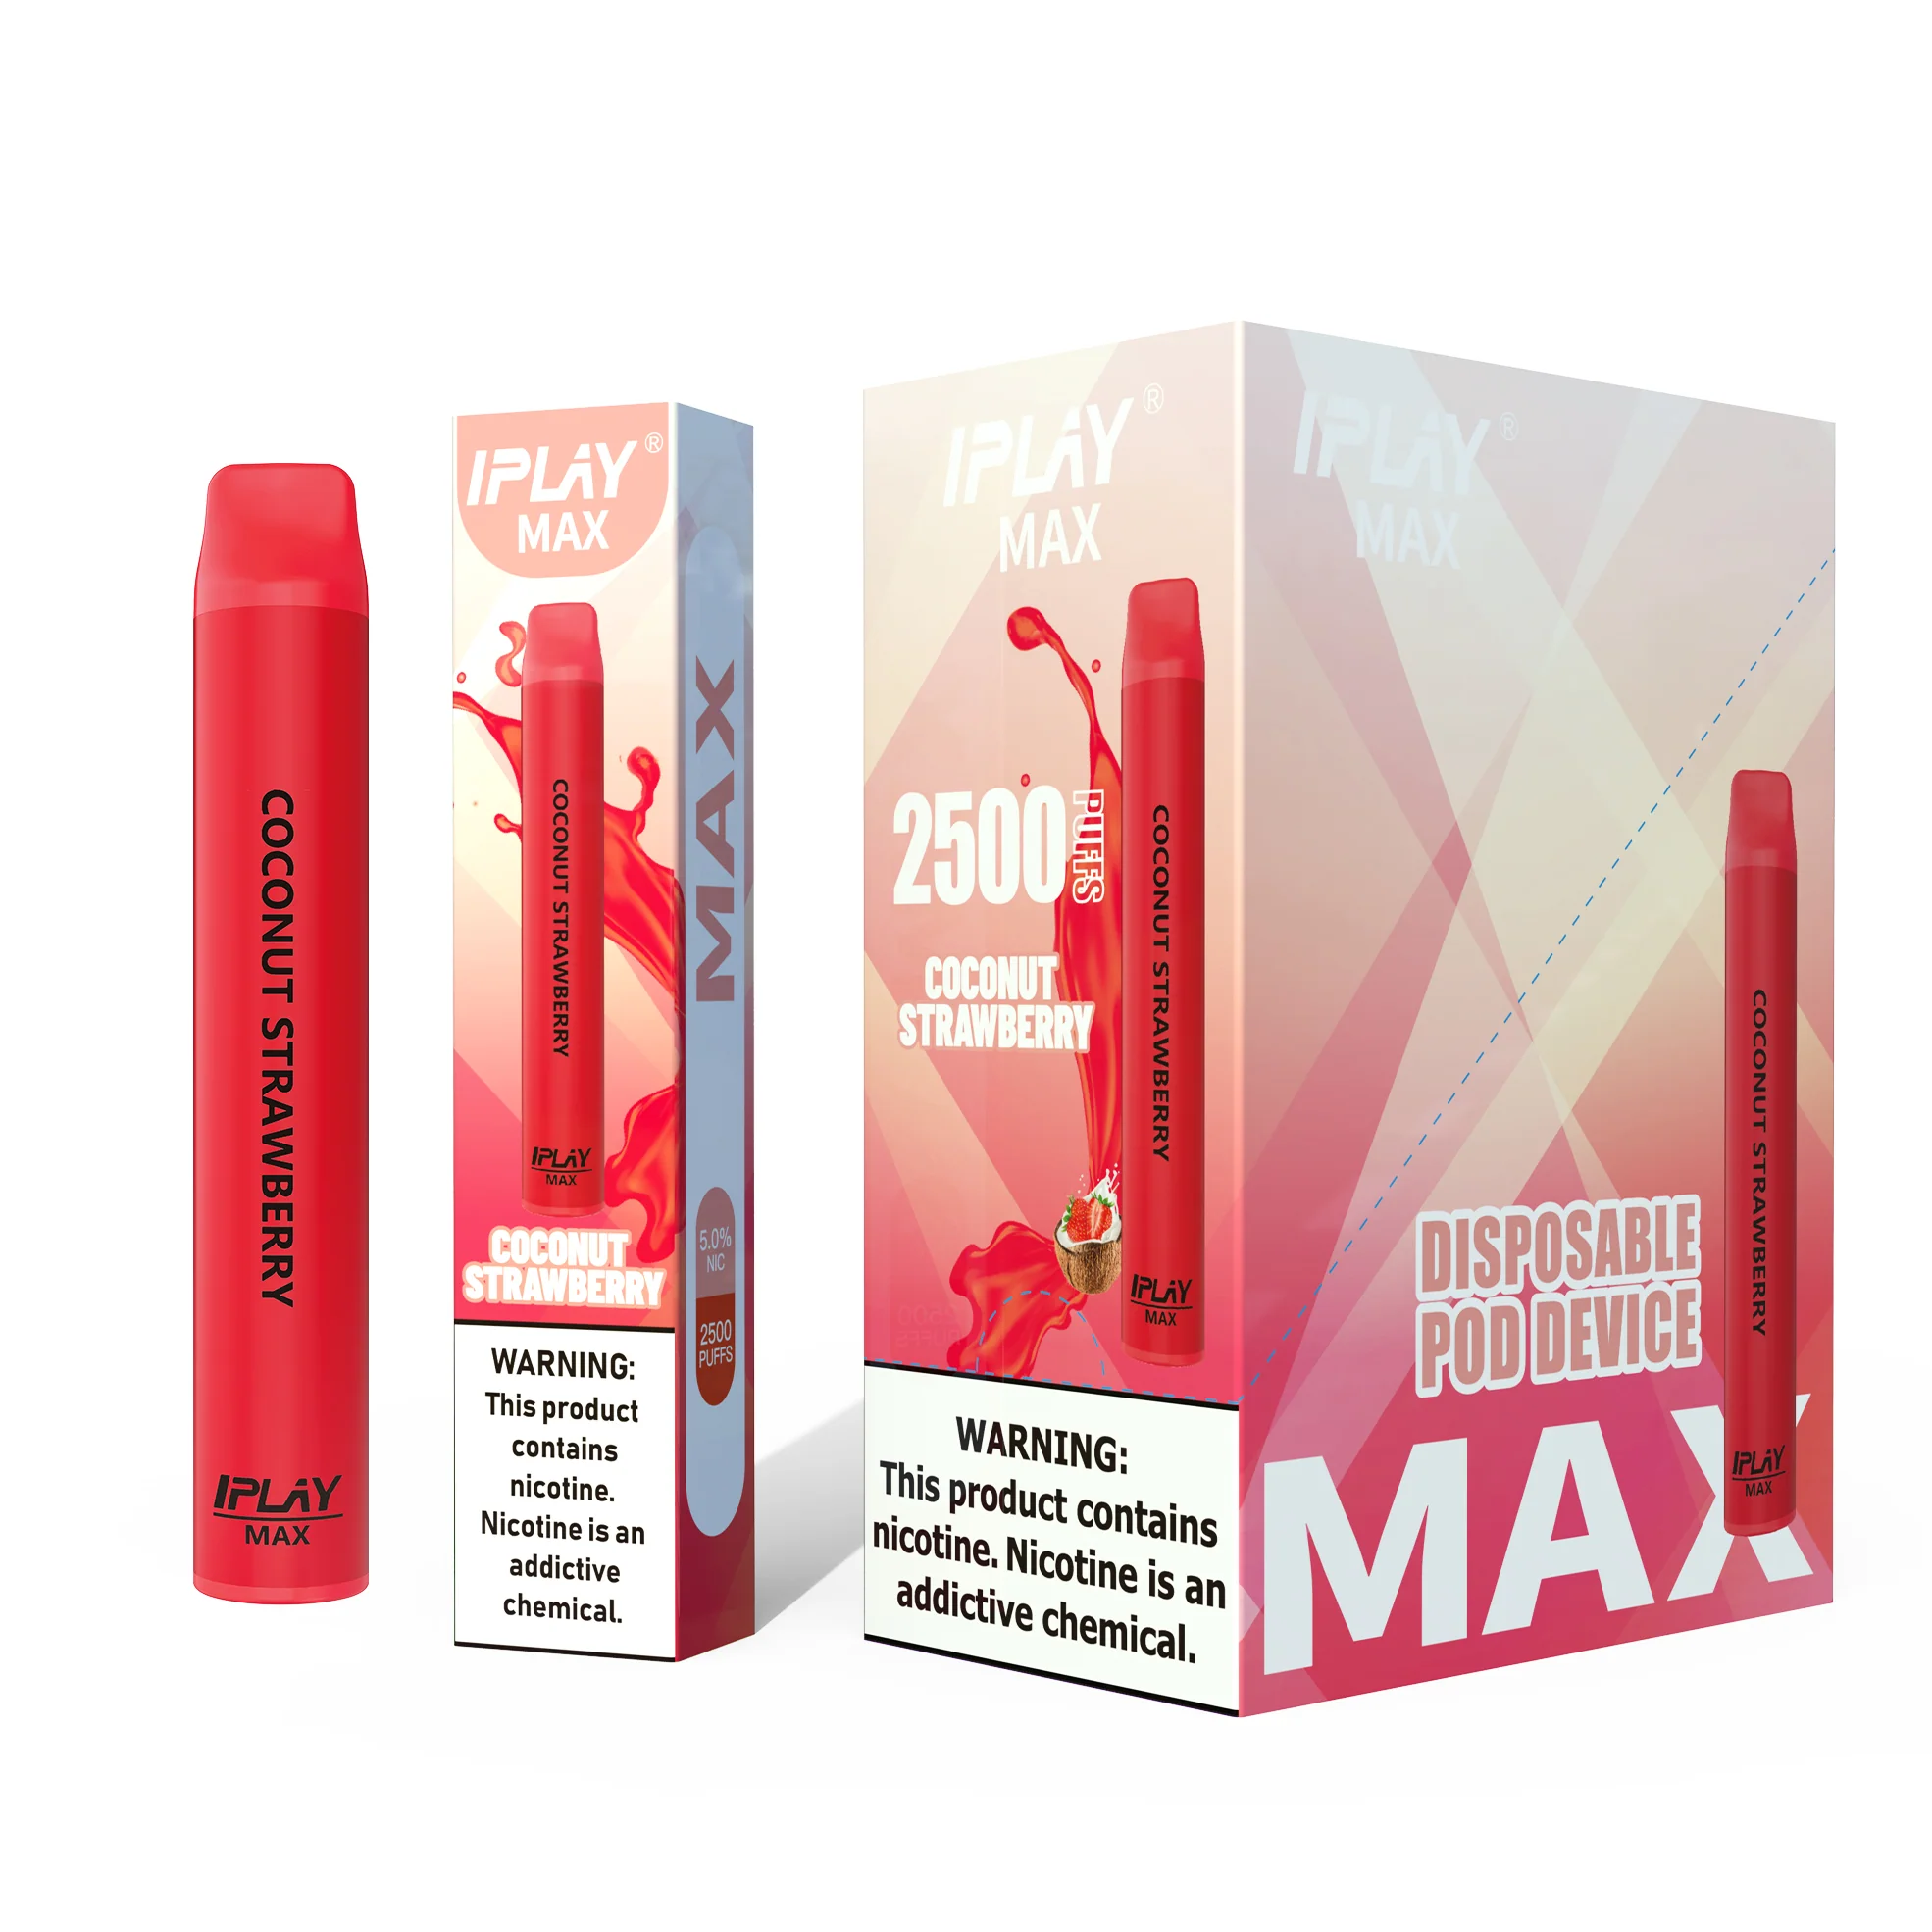 COCONUT STRAWBERRY
IPLAY
MAX
IPLAY®
MAX
COCONUT STRAWBERRY
IPLAY
MAX
COCONUT
STRAWBERRY
WARNING:
This product
contains
nicotine.
Nicotine is an
addictive
chemical.
MAX
5.0%
NIC
2500
PUFFS
IPLAY®
MAX
2500
PUFFS
COCONUT
STRAWBERRY
COCONUT STRAWBERRY
IPLAY
MAX
WARNING:
This product contains
nicotine. Nicotine is an
addictive chemical.
IPLAY®
MAX
COCONUT STRAWBERRY
IPLAY
MAX
DISPOSABLE
POD DEVICE
MAX